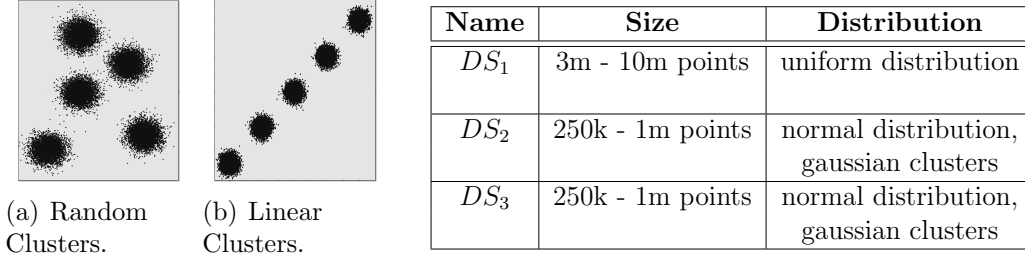 (a) Random
Clusters.
(b) Linear
Clusters.
Name Size Distribution
DS1 3m - 10m points uniform distribution
DS2 250k - 1m points normal distribution,
gaussian clusters
DS3 250k - 1m points normal distribution,
gaussian clusters